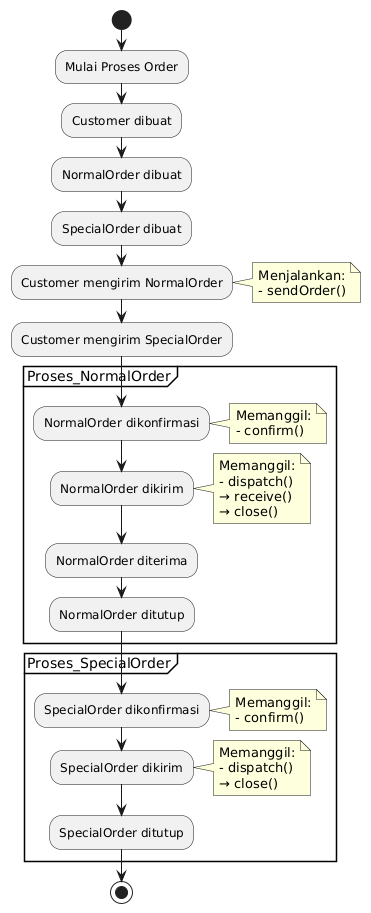 Mulai Proses Order
Customer dibuat
NormalOrder dibuat
SpecialOrder dibuat
Customer mengirim NormalOrder
Menjalankan:
- sendOrder()
Customer mengirim SpecialOrder
Proses_NormalOrder
NormalOrder dikonfirmasi
Memanggil:
- confirm()
NormalOrder dikirim
Memanggil:
- dispatch()
→ receive()
→ close()
NormalOrder diterima
NormalOrder ditutup
Proses_SpecialOrder
SpecialOrder dikonfirmasi
Memanggil:
- confirm()
SpecialOrder dikirim
Memanggil:
- dispatch()
→ close()
SpecialOrder ditutup